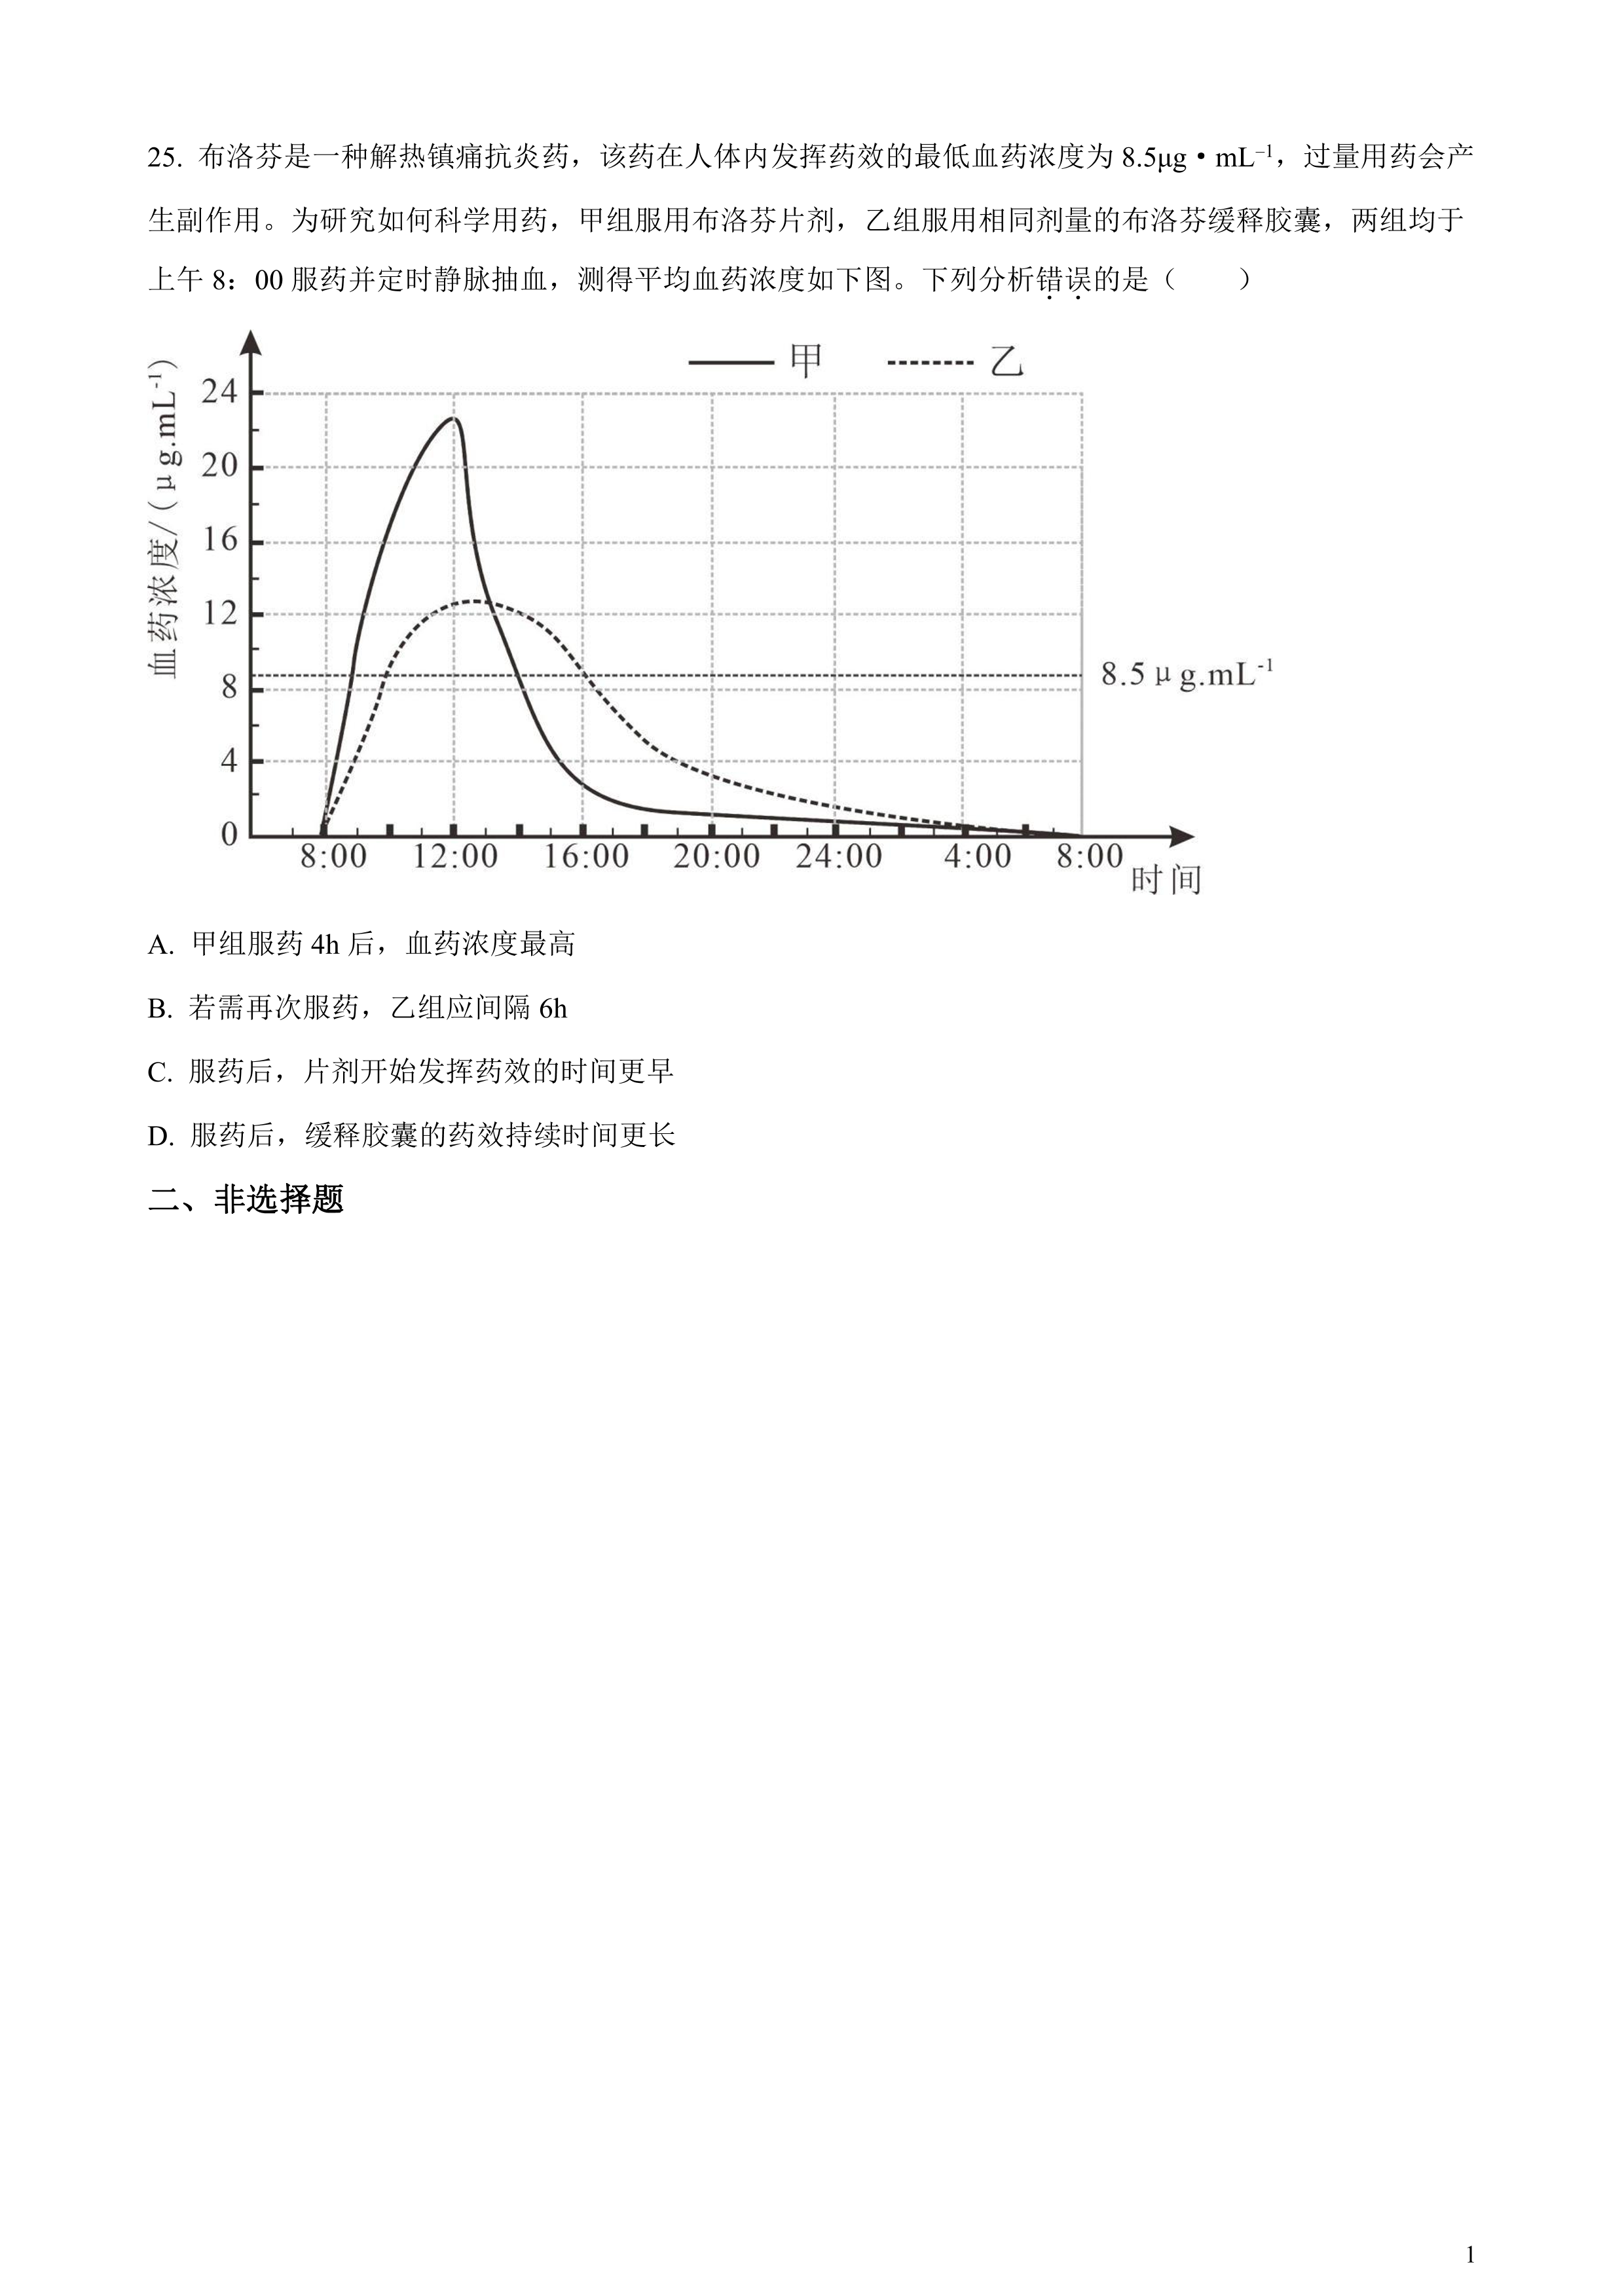 25. 布洛芬是一种解热镇痛抗炎药，该药在人体内发挥药效的最低血药浓度为 8.5μg·mL⁻¹，过量用药会产
生副作用。为研究如何科学用药，甲组服用布洛芬片剂，乙组服用相同剂量的布洛芬缓释胶囊，两组均于
上午 8：00 服药并定时静脉抽血，测得平均血药浓度如下图。下列分析错误的是（　　）
甲 乙
血药浓度/(μg.mL⁻¹)
24
20
16
12
8.5μg.mL⁻¹
8
4
0
8:00 12:00 16:00 20:00 24:00 4:00 8:00
时间
A. 甲组服药 4h 后，血药浓度最高
B. 若需再次服药，乙组应间隔 6h
C. 服药后，片剂开始发挥药效的时间更早
D. 服药后，缓释胶囊的药效持续时间更长
二、非选择题
1